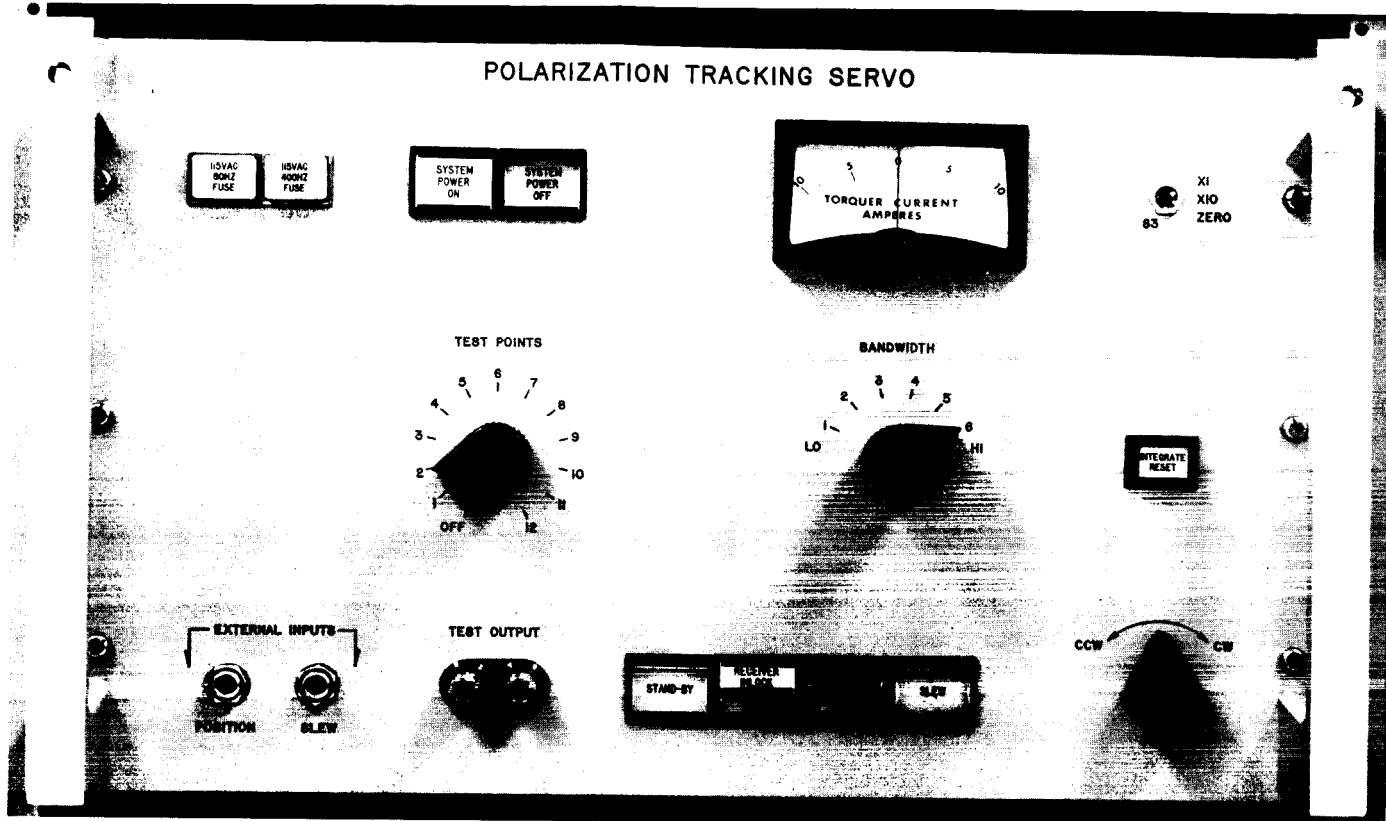 POLARIZATION TRACKING SERVO
115VAC
60HZ
FUSE
115VAC
400HZ
FUSE
SYSTEM
POWER
ON
SYSTEM
POWER
OFF
10 5 0 5 10
TORQUER CURRENT
AMPERES
X1
X10
ZERO
S3
TEST POINTS
OFF 1 2 3 4 5 6 7 8 9 10 11 12
BANDWIDTH
LO 1 2 3 4 5 6 HI
INTEGRATE
RESET
EXTERNAL INPUTS
POSITION SLEW
TEST OUTPUT
STAND-BY
RECEIVER
SLEW
CCW CW